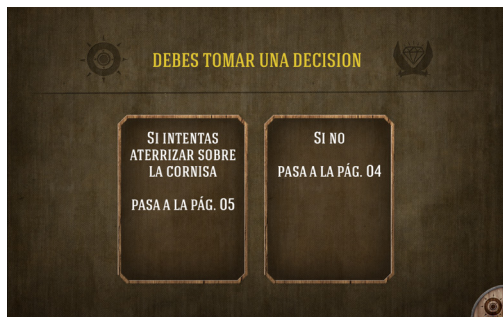 DEBES TOMAR UNA DECISION
SI INTENTAS
ATERRIZAR SOBRE
LA CORNISA
PASA A LA PÁG. 05
SI NO
PASA A LA PÁG. 04